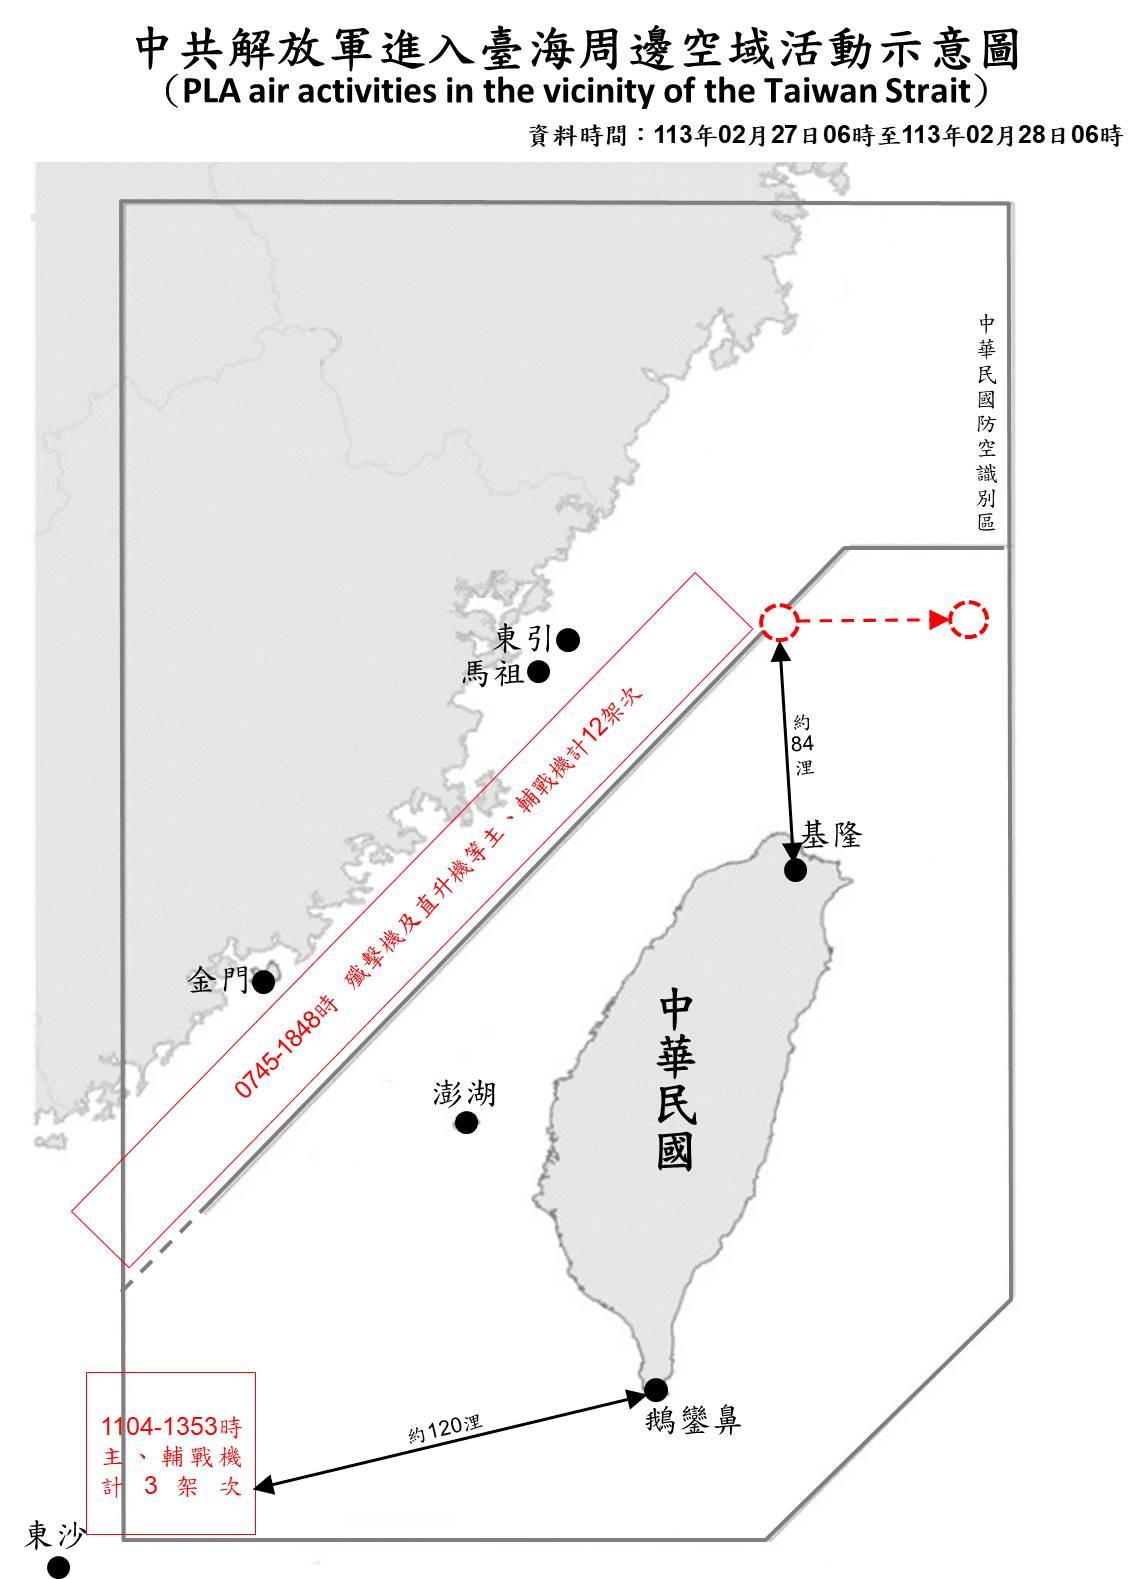 中共解放軍進入臺海周邊空域活動示意圖
（PLA air activities in the vicinity of the Taiwan Strait）
資料時間：113年02月27日06時至113年02月28日06時
中華民國防空識別區
東引
馬祖
約
84
浬
0745-1848時 殲擊機及直升機等主、輔戰機計12架次
基隆
金門
中華民國
澎湖
1104-1353時
主、輔戰機
計3架次
約120浬
鵝鑾鼻
東沙